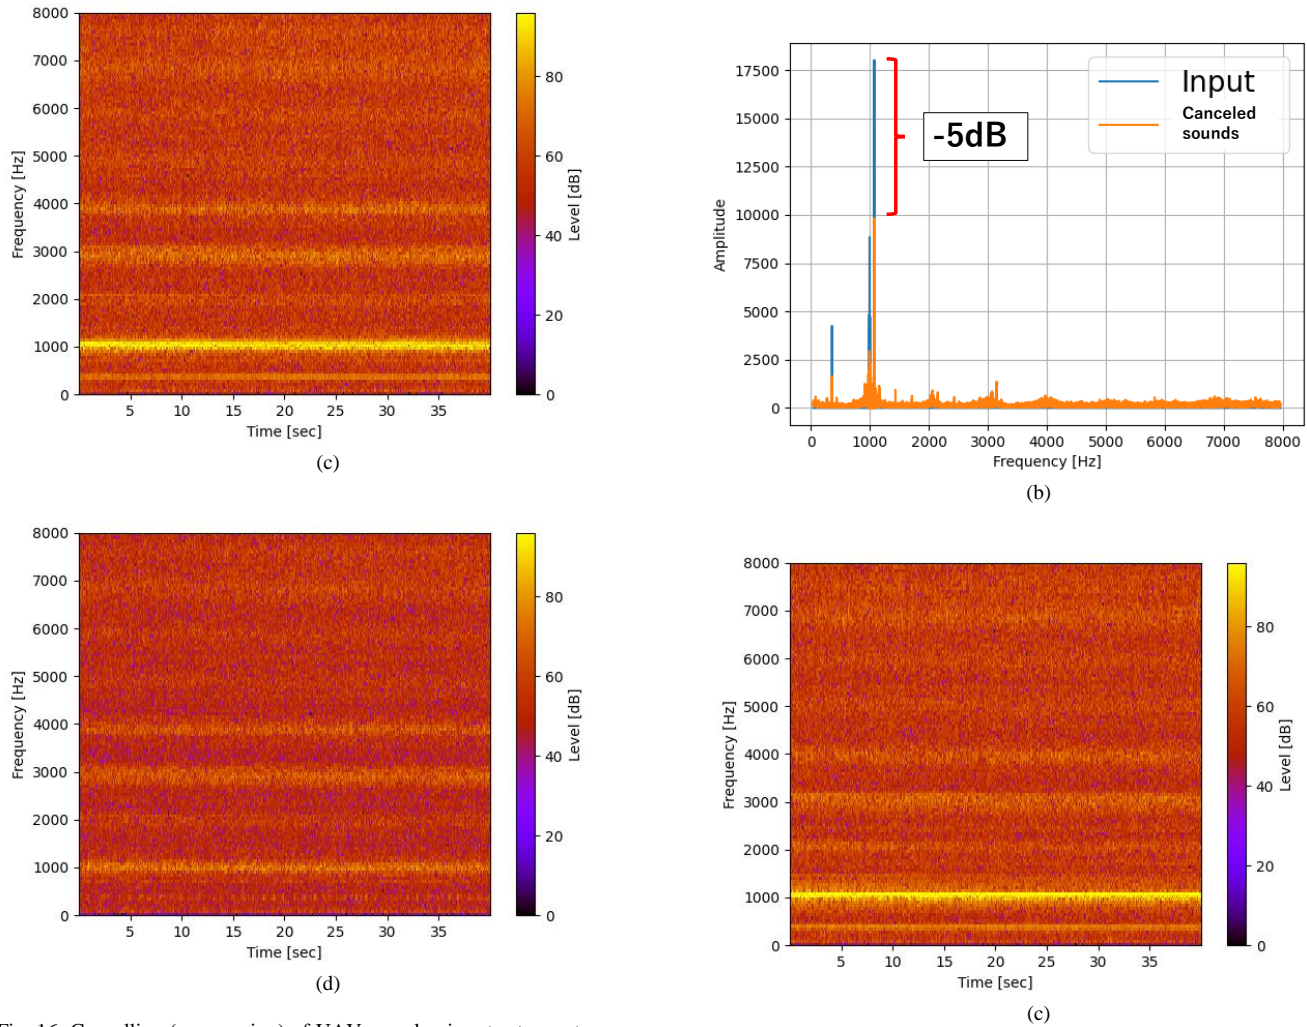 8000
7000
6000
5000
4000
3000
2000
1000
0
Frequency [Hz]
5 10 15 20 25 30 35
Time [sec]
80
60
40
20
0
Level [dB]
(c)
8000
7000
6000
5000
4000
3000
2000
1000
0
Frequency [Hz]
5 10 15 20 25 30 35
Time [sec]
80
60
40
20
0
Level [dB]
(d)
17500
15000
12500
10000
7500
5000
2500
0
Amplitude
Input
Canceled
sounds
-5dB
0 1000 2000 3000 4000 5000 6000 7000 8000
Frequency [Hz]
(b)
8000
7000
6000
5000
4000
3000
2000
1000
0
Frequency [Hz]
5 10 15 20 25 30 35
Time [sec]
80
60
40
20
0
Level [dB]
(c)